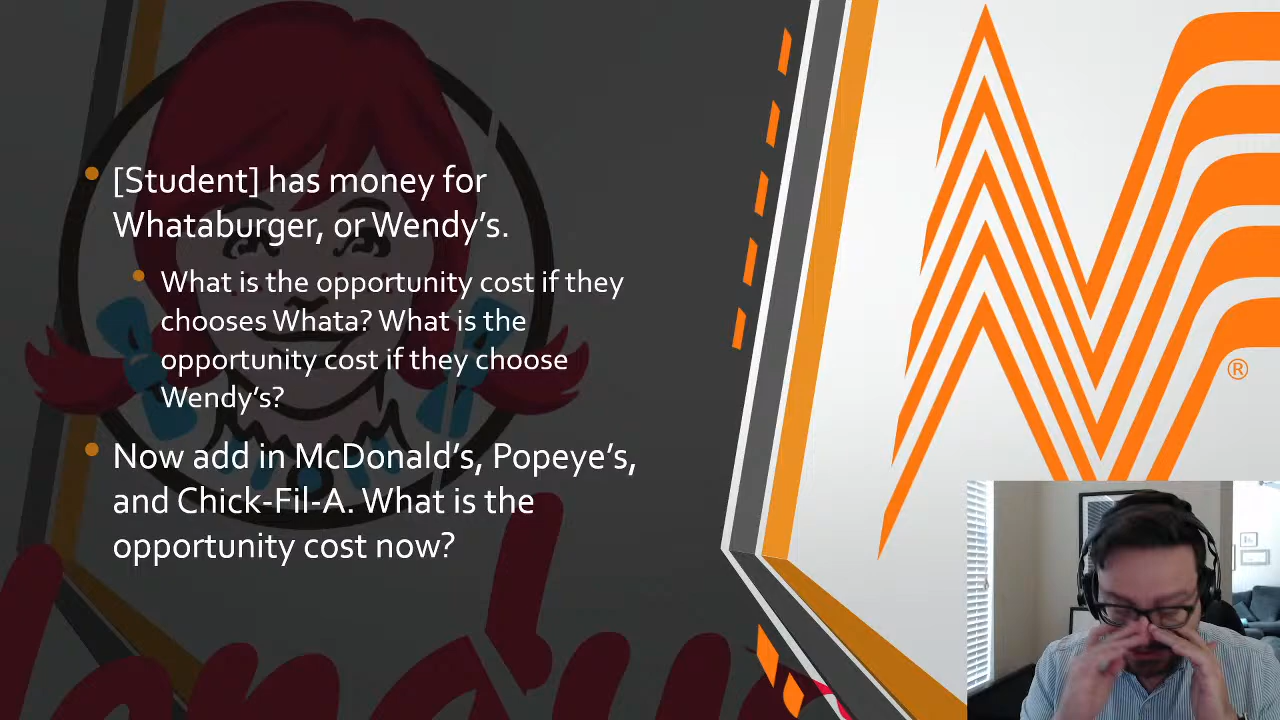 [Student] has money for
Whataburger, or Wendy’s.
What is the opportunity cost if they
chooses Whata? What is the
opportunity cost if they choose
Wendy’s?
Now add in McDonald’s, Popeye’s,
and Chick-Fil-A. What is the
opportunity cost now?
®